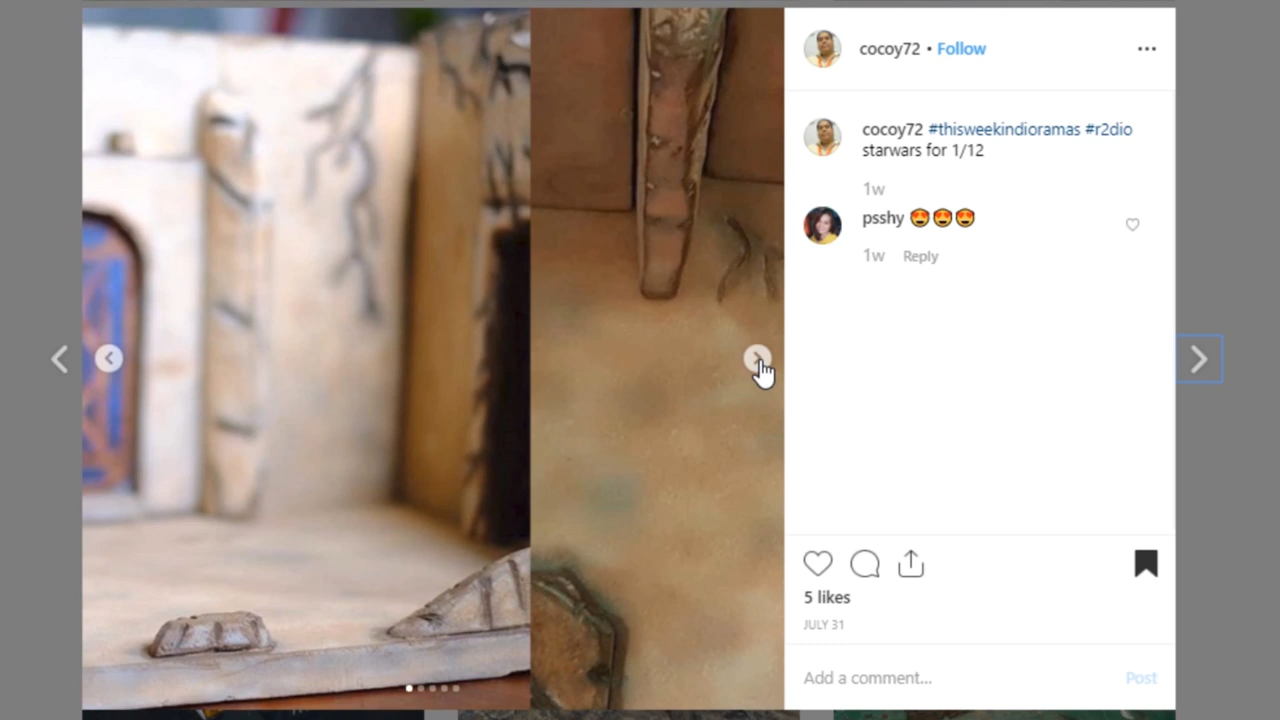 cocoy72 • Follow
cocoy72 #thisweekindioramas #r2dio
starwars for 1/12
1w
psshy 😍😍😍
1w Reply
5 likes
JULY 31
Add a comment... Post